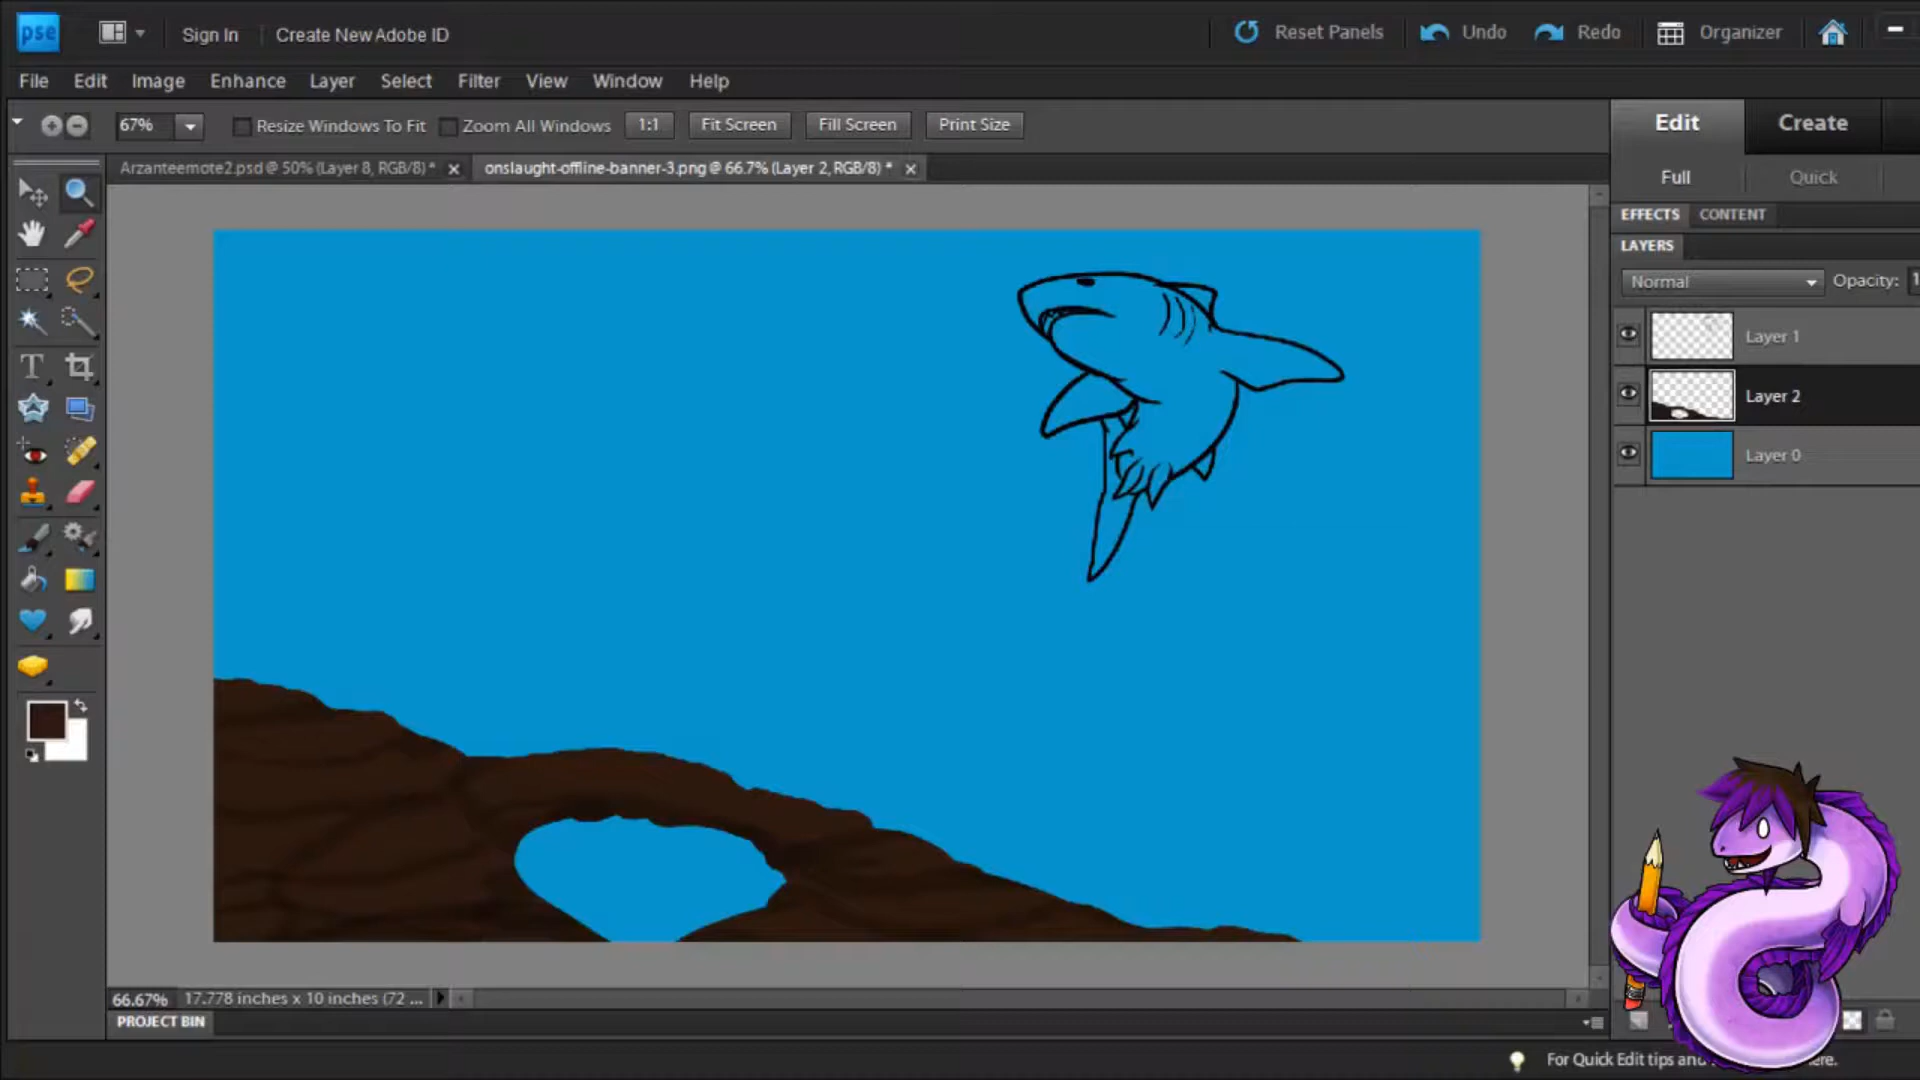 pse Sign In Create New Adobe ID Reset Panels Undo Redo Organizer
File Edit Image Enhance Layer Select Filter View Window Help
67% Resize Windows To Fit Zoom All Windows 1:1 Fit Screen Fill Screen Print Size
Edit Create
Arzanteemote2.psd @ 50% (Layer 8, RGB/8) * onslaught-offline-banner-3.png @ 66.7% (Layer 2, RGB/8) *
Full Quick
EFFECTS CONTENT
LAYERS
Normal Opacity: 1
Layer 1
Layer 2
Layer 0
T
66.67% 17.778 inches x 10 inches (72 ...
PROJECT BIN
For Quick Edit tips and